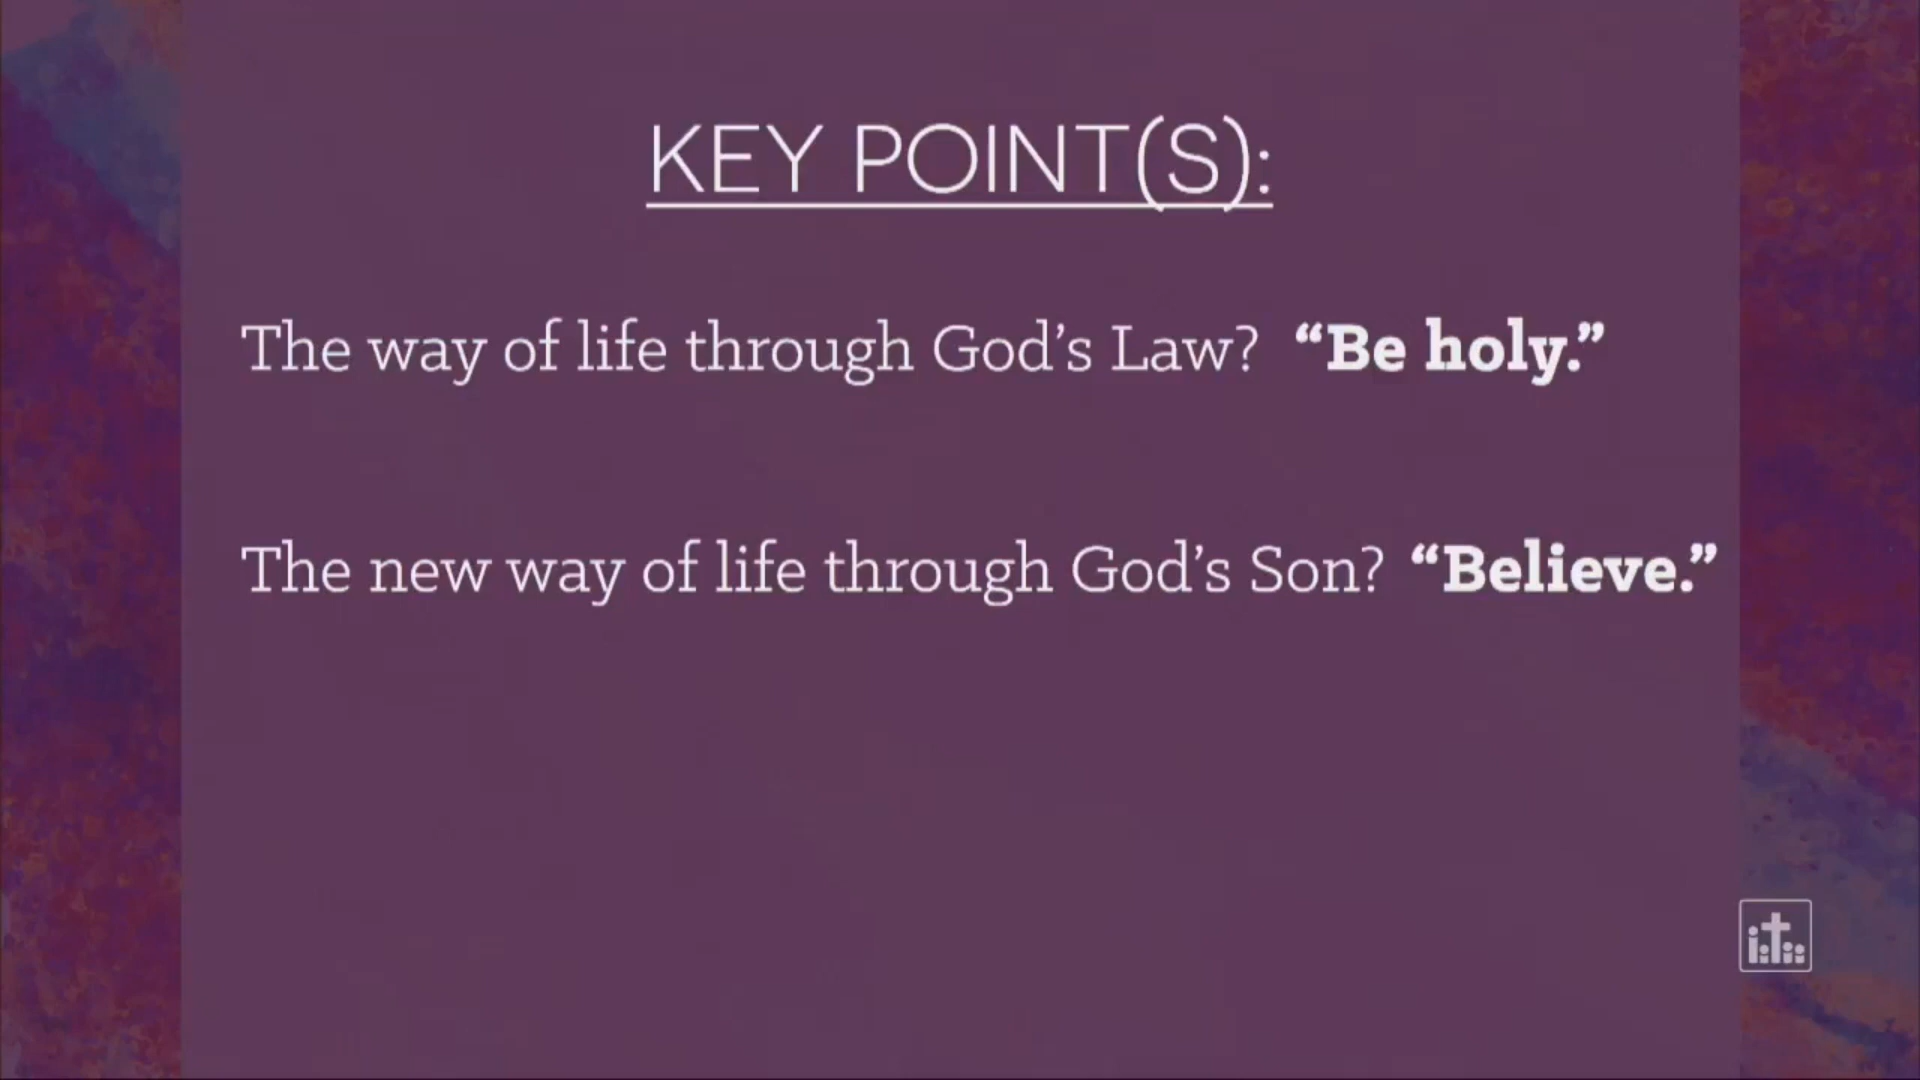 KEY POINT(S):
The way of life through God’s Law? “Be holy.”
The new way of life through God’s Son? “Believe.”